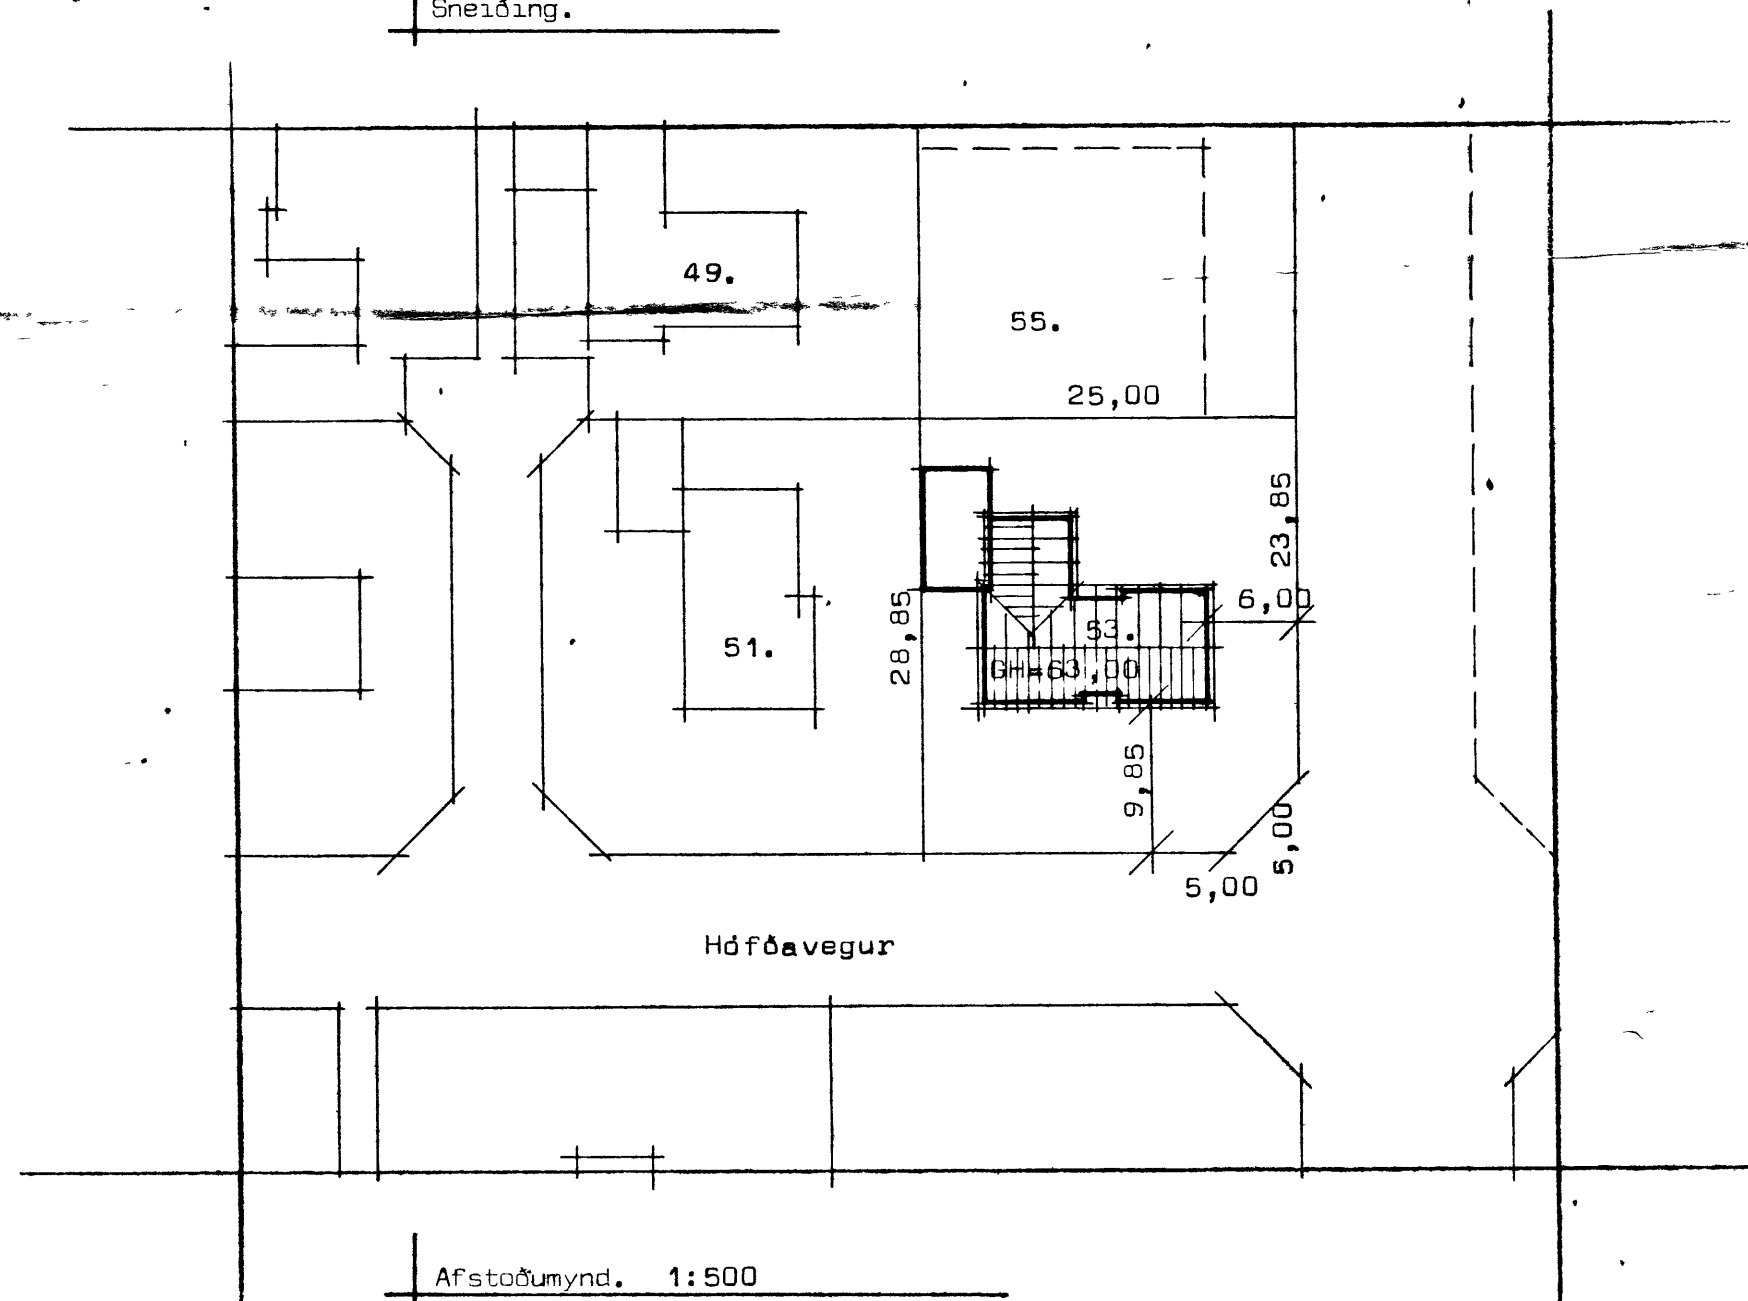 Sneiðing.
49.
55.
25,00
23,85
28,85
6,00
53.
51.
GH=63,00
9,85
5,00
5,00
Höfðavegur
Afstöðumynd. 1:500